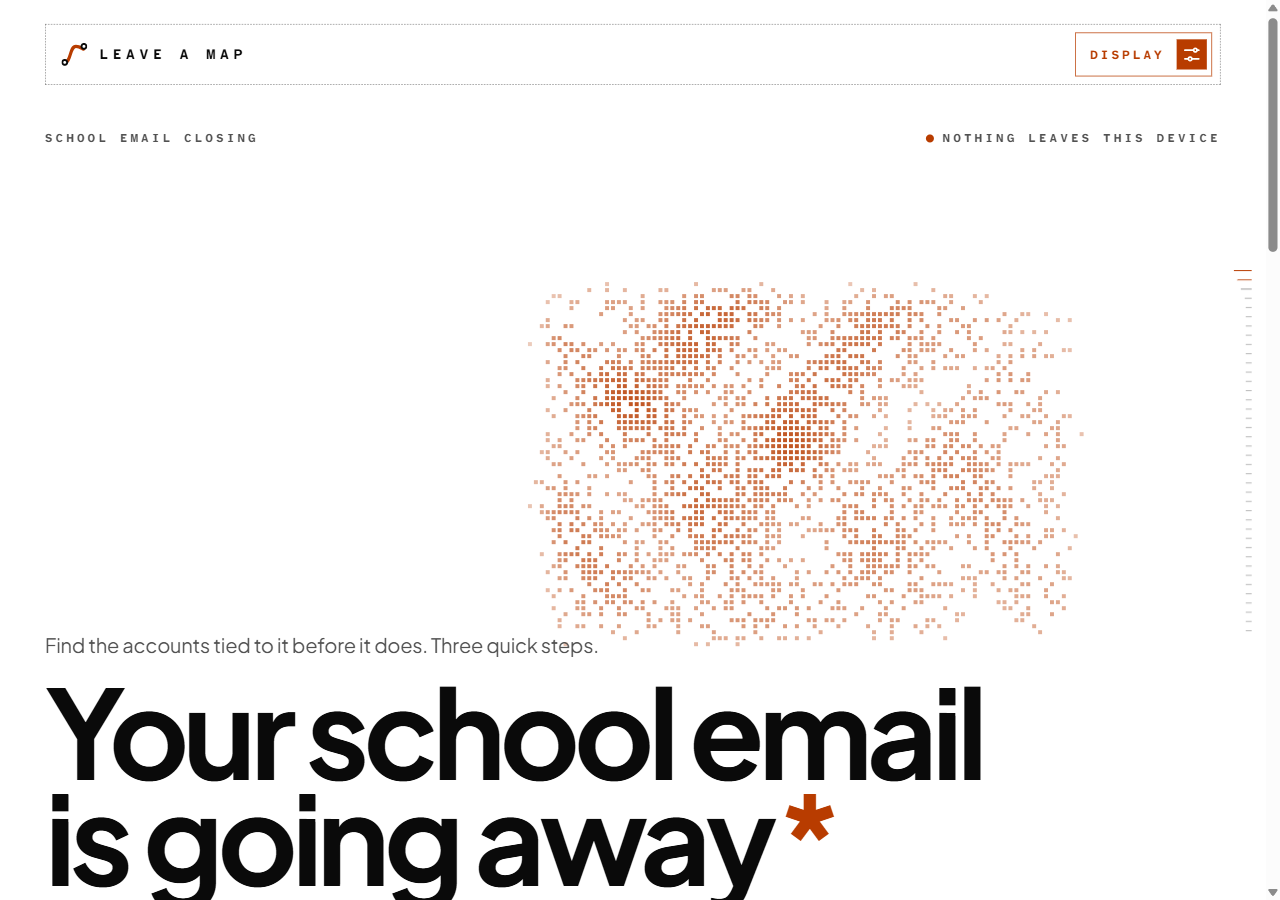 LEAVE A MAP
DISPLAY
SCHOOL EMAIL CLOSING
NOTHING LEAVES THIS DEVICE
Find the accounts tied to it before it does. Three quick steps.
Your school email
is going away*